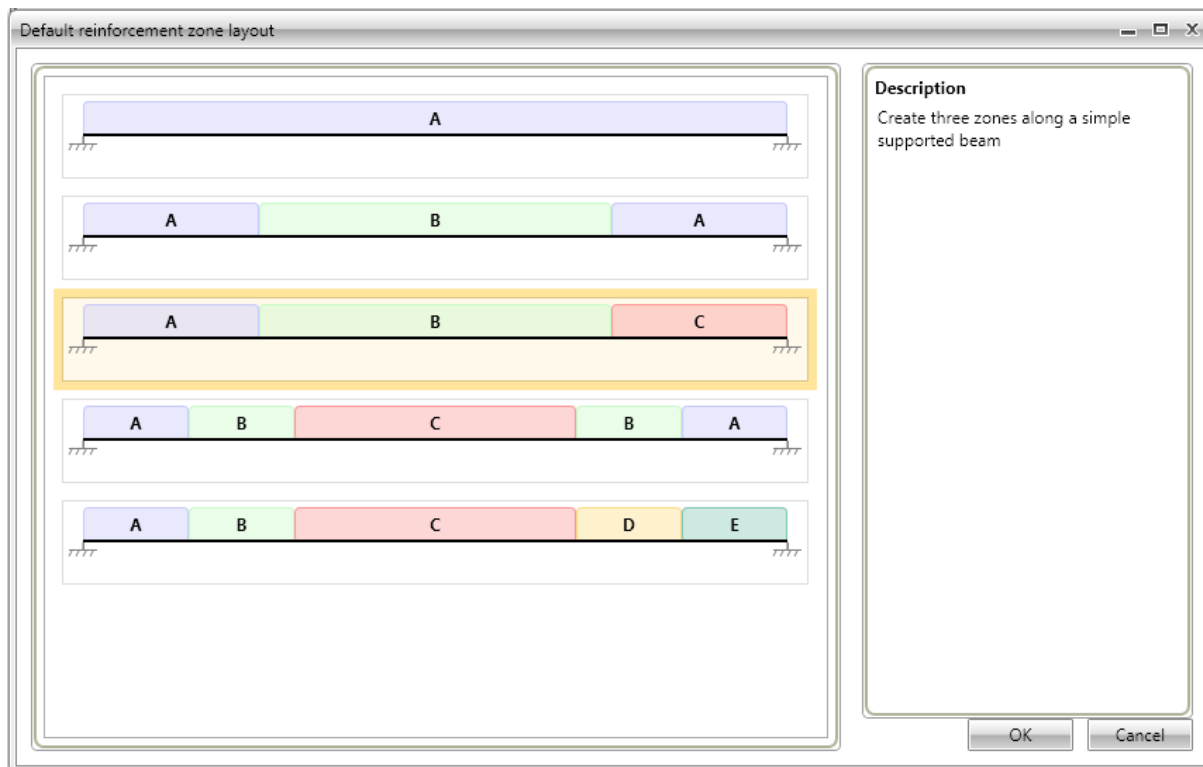 Default reinforcement zone layout
A
A B A
A B C
A B C B A
A B C D E
Description
Create three zones along a simple
supported beam
OK Cancel